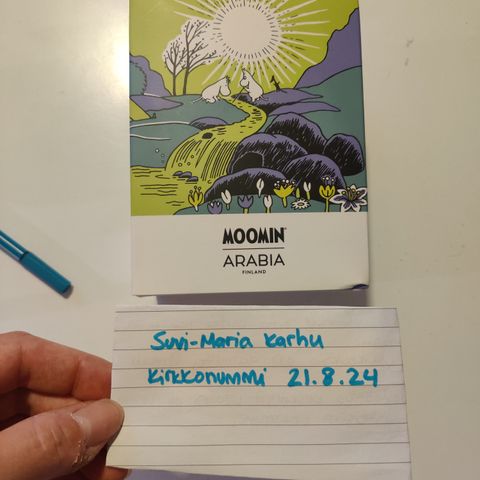 MOOMIN
ARABIA
FINLAND
Suvi-Maria Karhu
Kirkkonummi 21.8.24